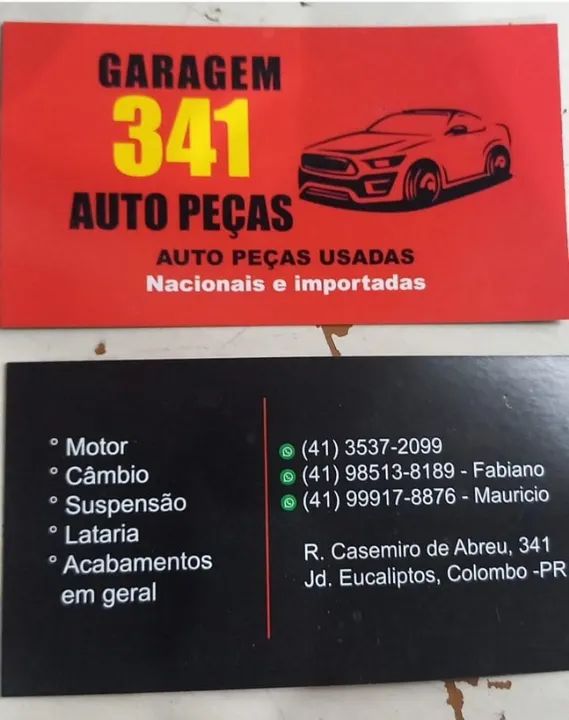 GARAGEM
341
AUTO PEÇAS
AUTO PEÇAS USADAS
Nacionais e importadas
° Motor
° Câmbio
° Suspensão
° Lataria
° Acabamentos
em geral
(41) 3537-2099
(41) 98513-8189 - Fabiano
(41) 99917-8876 - Mauricio
R. Casemiro de Abreu, 341
Jd. Eucaliptos, Colombo -PR